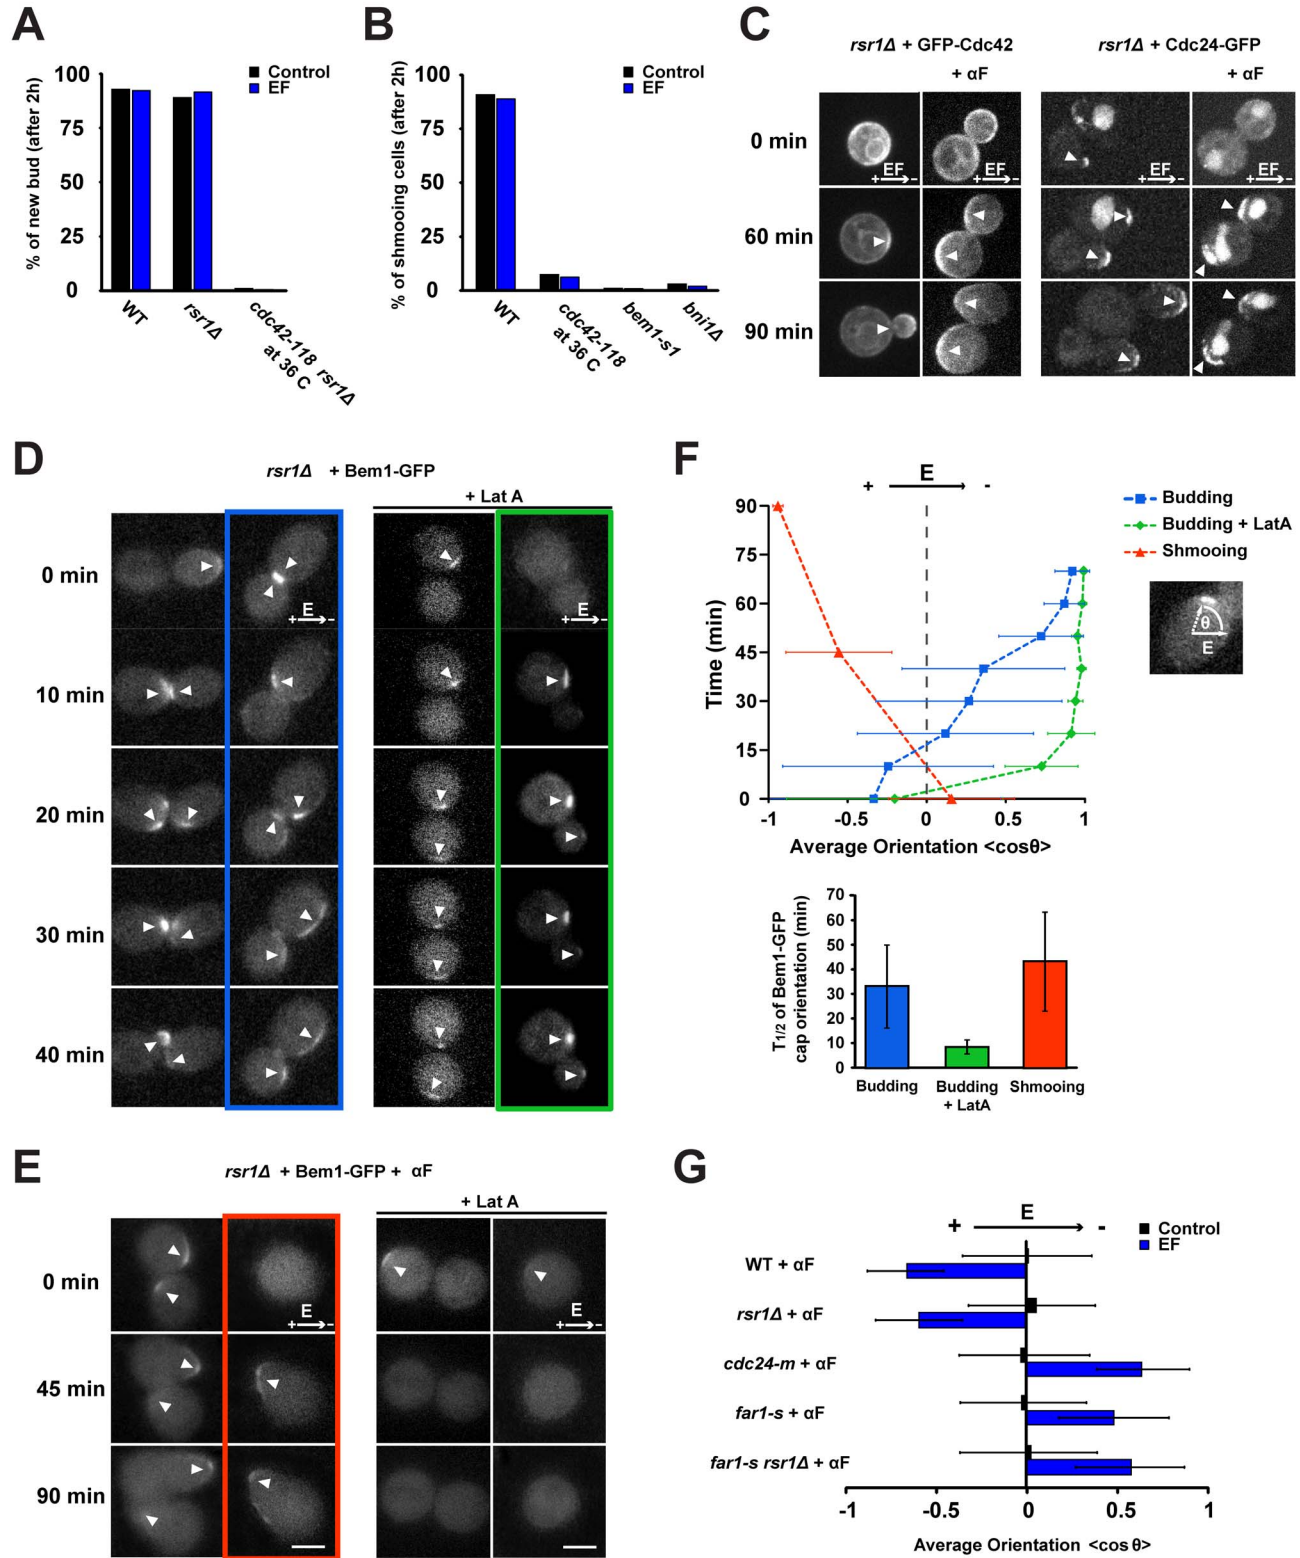 A
% of new bud (after 2h)
100
75
50
25
0
Control
EF
WT
rsr1Δ
cdc42-118 rsr1Δ
at 36 C
B
% of shmooing cells (after 2h)
100
75
50
25
0
Control
EF
WT
cdc42-118
at 36 C
bem1-s1
bni1Δ
C
rsr1Δ + GFP-Cdc42
rsr1Δ + Cdc24-GFP
+ αF
+ αF
0 min
EF
+ -
EF
+ -
EF
+ -
EF
+ -
60 min
90 min
D
rsr1Δ + Bem1-GFP
+ Lat A
0 min
E
+ -
E
+ -
10 min
20 min
30 min
40 min
E
rsr1Δ + Bem1-GFP + αF
+ Lat A
0 min
E
+ -
E
+ -
45 min
90 min
F
E
+ -
Time (min)
90
75
60
45
30
15
0
-1 -0.5 0 0.5 1
Average Orientation <cosθ>
Budding
Budding + LatA
Shmooing
θ
E
T1/2 of Bem1-GFP
cap orientation (min)
70
60
50
40
30
20
10
0
Budding
Budding
+ LatA
Shmooing
G
E
+ -
Control
EF
WT + αF
rsr1Δ + αF
cdc24-m + αF
far1-s + αF
far1-s rsr1Δ + αF
-1 -0.5 0 0.5 1
Average Orientation <cos θ>